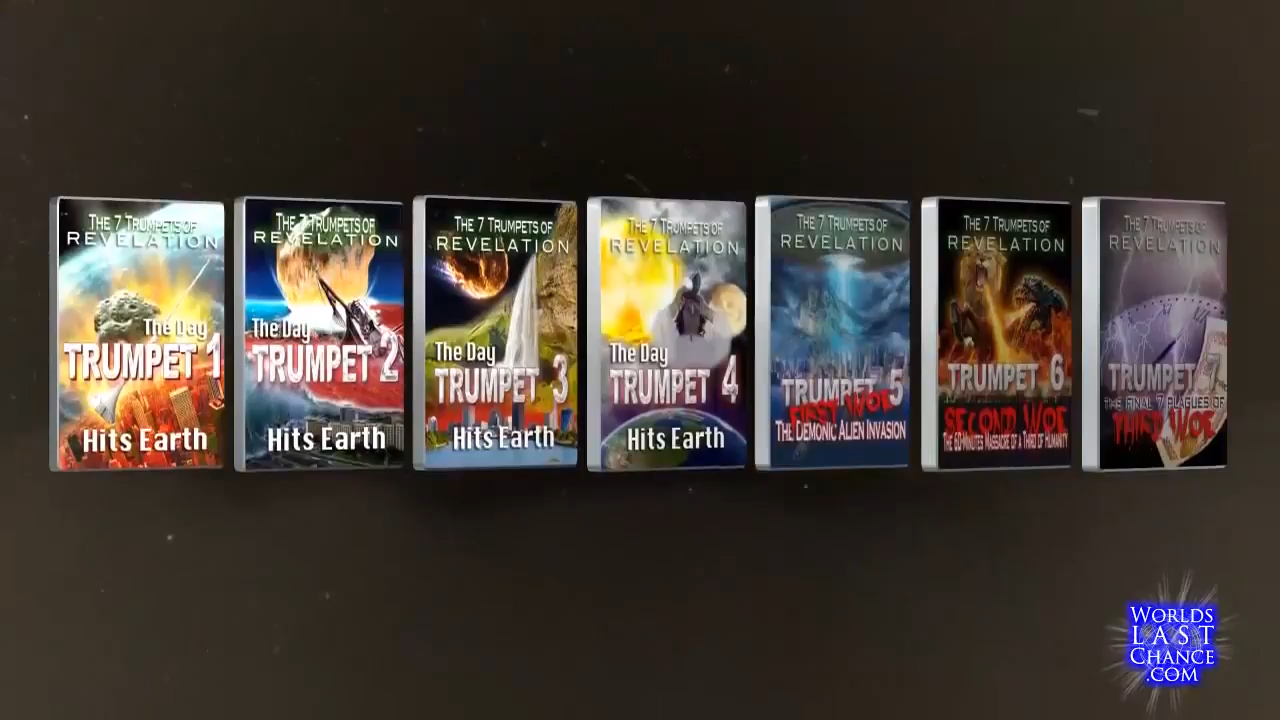 THE 7 TRUMPETS OF
REVELATION
The Day
TRUMPET 1
Hits Earth
THE 7 TRUMPETS OF
REVELATION
The Day
TRUMPET 2
Hits Earth
THE 7 TRUMPETS OF
REVELATION
The Day
TRUMPET 3
Hits Earth
THE 7 TRUMPETS OF
REVELATION
The Day
TRUMPET 4
Hits Earth
THE 7 TRUMPETS OF
REVELATION
TRUMPET 5
FIRST WOE
THE DEMONIC ALIEN INVASION
THE 7 TRUMPETS OF
REVELATION
TRUMPET 6
SECOND WOE
THE 60 MINUTES MASSACRE OF A THIRD OF HUMANITY
THE 7 TRUMPETS OF
REVELATION
TRUMPET 7
THE FINAL 7 PLAGUES OF
THIRD WOE
WORLDS
LAST
CHANCE
.COM